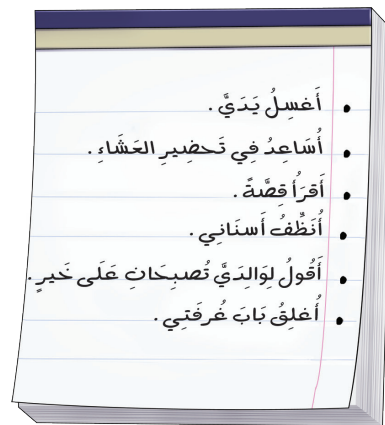 • أَغسِلُ يَدَيَّ .
• أُسَاعِدُ فِي تَحضِيرِ العَشَاءِ .
• أَقرَأُ قِصَّةً .
• أُنَظِّفُ أَسنَانِي .
• أَقُولُ لِوَالِدَيَّ تُصبِحَانِ عَلَى خَيرٍ .
• أُغلِقُ بَابَ غُرفَتِي .